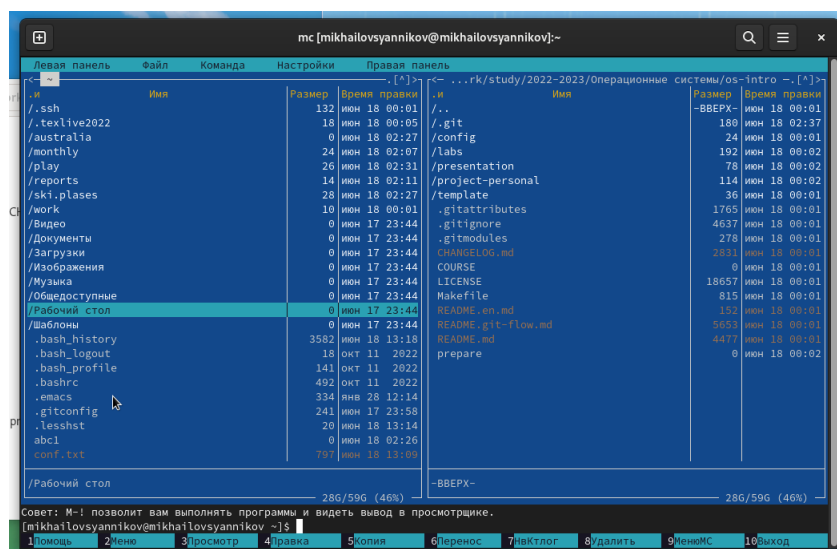 mc [mikhailovsyannikov@mikhailovsyannikov]:~
Левая панель Файл Команда Настройки Правая панель
<— ~ .[^]>
.и Имя Размер Время правки
/.ssh 132 июн 18 00:01
/.texlive2022 18 июн 18 00:05
/australia 0 июн 18 02:27
/monthly 24 июн 18 02:07
/play 26 июн 18 02:31
/reports 14 июн 18 02:11
/ski.plases 28 июн 18 02:27
/work 10 июн 18 00:01
/Видео 0 июн 17 23:44
/Документы 0 июн 17 23:44
/Загрузки 0 июн 17 23:44
/Изображения 0 июн 17 23:44
/Музыка 0 июн 17 23:44
/Общедоступные 0 июн 17 23:44
/Рабочий стол 0 июн 17 23:44
/Шаблоны 0 июн 17 23:44
.bash_history 3582 июн 18 13:18
.bash_logout 18 окт 11 2022
.bash_profile 141 окт 11 2022
.bashrc 492 окт 11 2022
.emacs 334 янв 28 12:14
.gitconfig 241 июн 17 23:58
.lesshst 20 июн 18 13:14
abc1 0 июн 18 02:26
conf.txt 797 июн 18 13:09
/Рабочий стол
28G/59G (46%)
<— ...rk/study/2022-2023/Операционные системы/os-intro —.[^]>
.и Имя Размер Время правки
/.. -ВВЕРХ- июн 18 00:01
/.git 180 июн 18 02:37
/config 24 июн 18 00:01
/labs 192 июн 18 00:02
/presentation 78 июн 18 00:02
/project-personal 114 июн 18 00:02
/template 36 июн 18 00:01
.gitattributes 1765 июн 18 00:01
.gitignore 4637 июн 18 00:01
.gitmodules 278 июн 18 00:01
CHANGELOG.md 2831 июн 18 00:01
COURSE 0 июн 18 00:01
LICENSE 18657 июн 18 00:01
Makefile 815 июн 18 00:01
README.en.md 152 июн 18 00:01
README.git-flow.md 5653 июн 18 00:01
README.md 4477 июн 18 00:01
prepare 0 июн 18 00:02
-ВВЕРХ-
28G/59G (46%)
Совет: M-! позволит вам выполнять программы и видеть вывод в просмотрщике.
[mikhailovsyannikov@mikhailovsyannikov ~]$
1Помощь 2Меню 3Просмотр 4Правка 5Копия 6Перенос 7НвКтлог 8Удалить 9МенюMC 10Выход